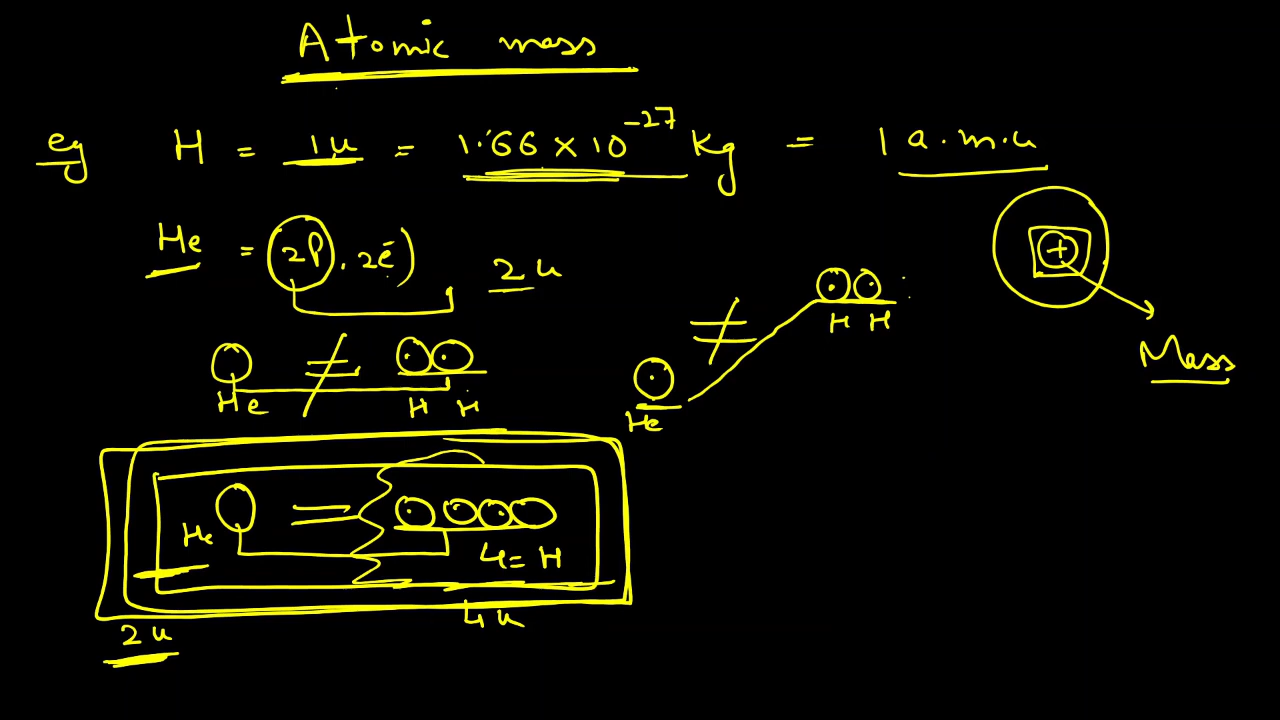 Atomic mass
eg H = 1u = 1.66 × 10⁻²⁷ Kg = 1 a.m.u
He = 2P, 2e⁻) 2u
+
Mass
He ≠ H H
He ≠ H H
He = 4 = H
2u 4u